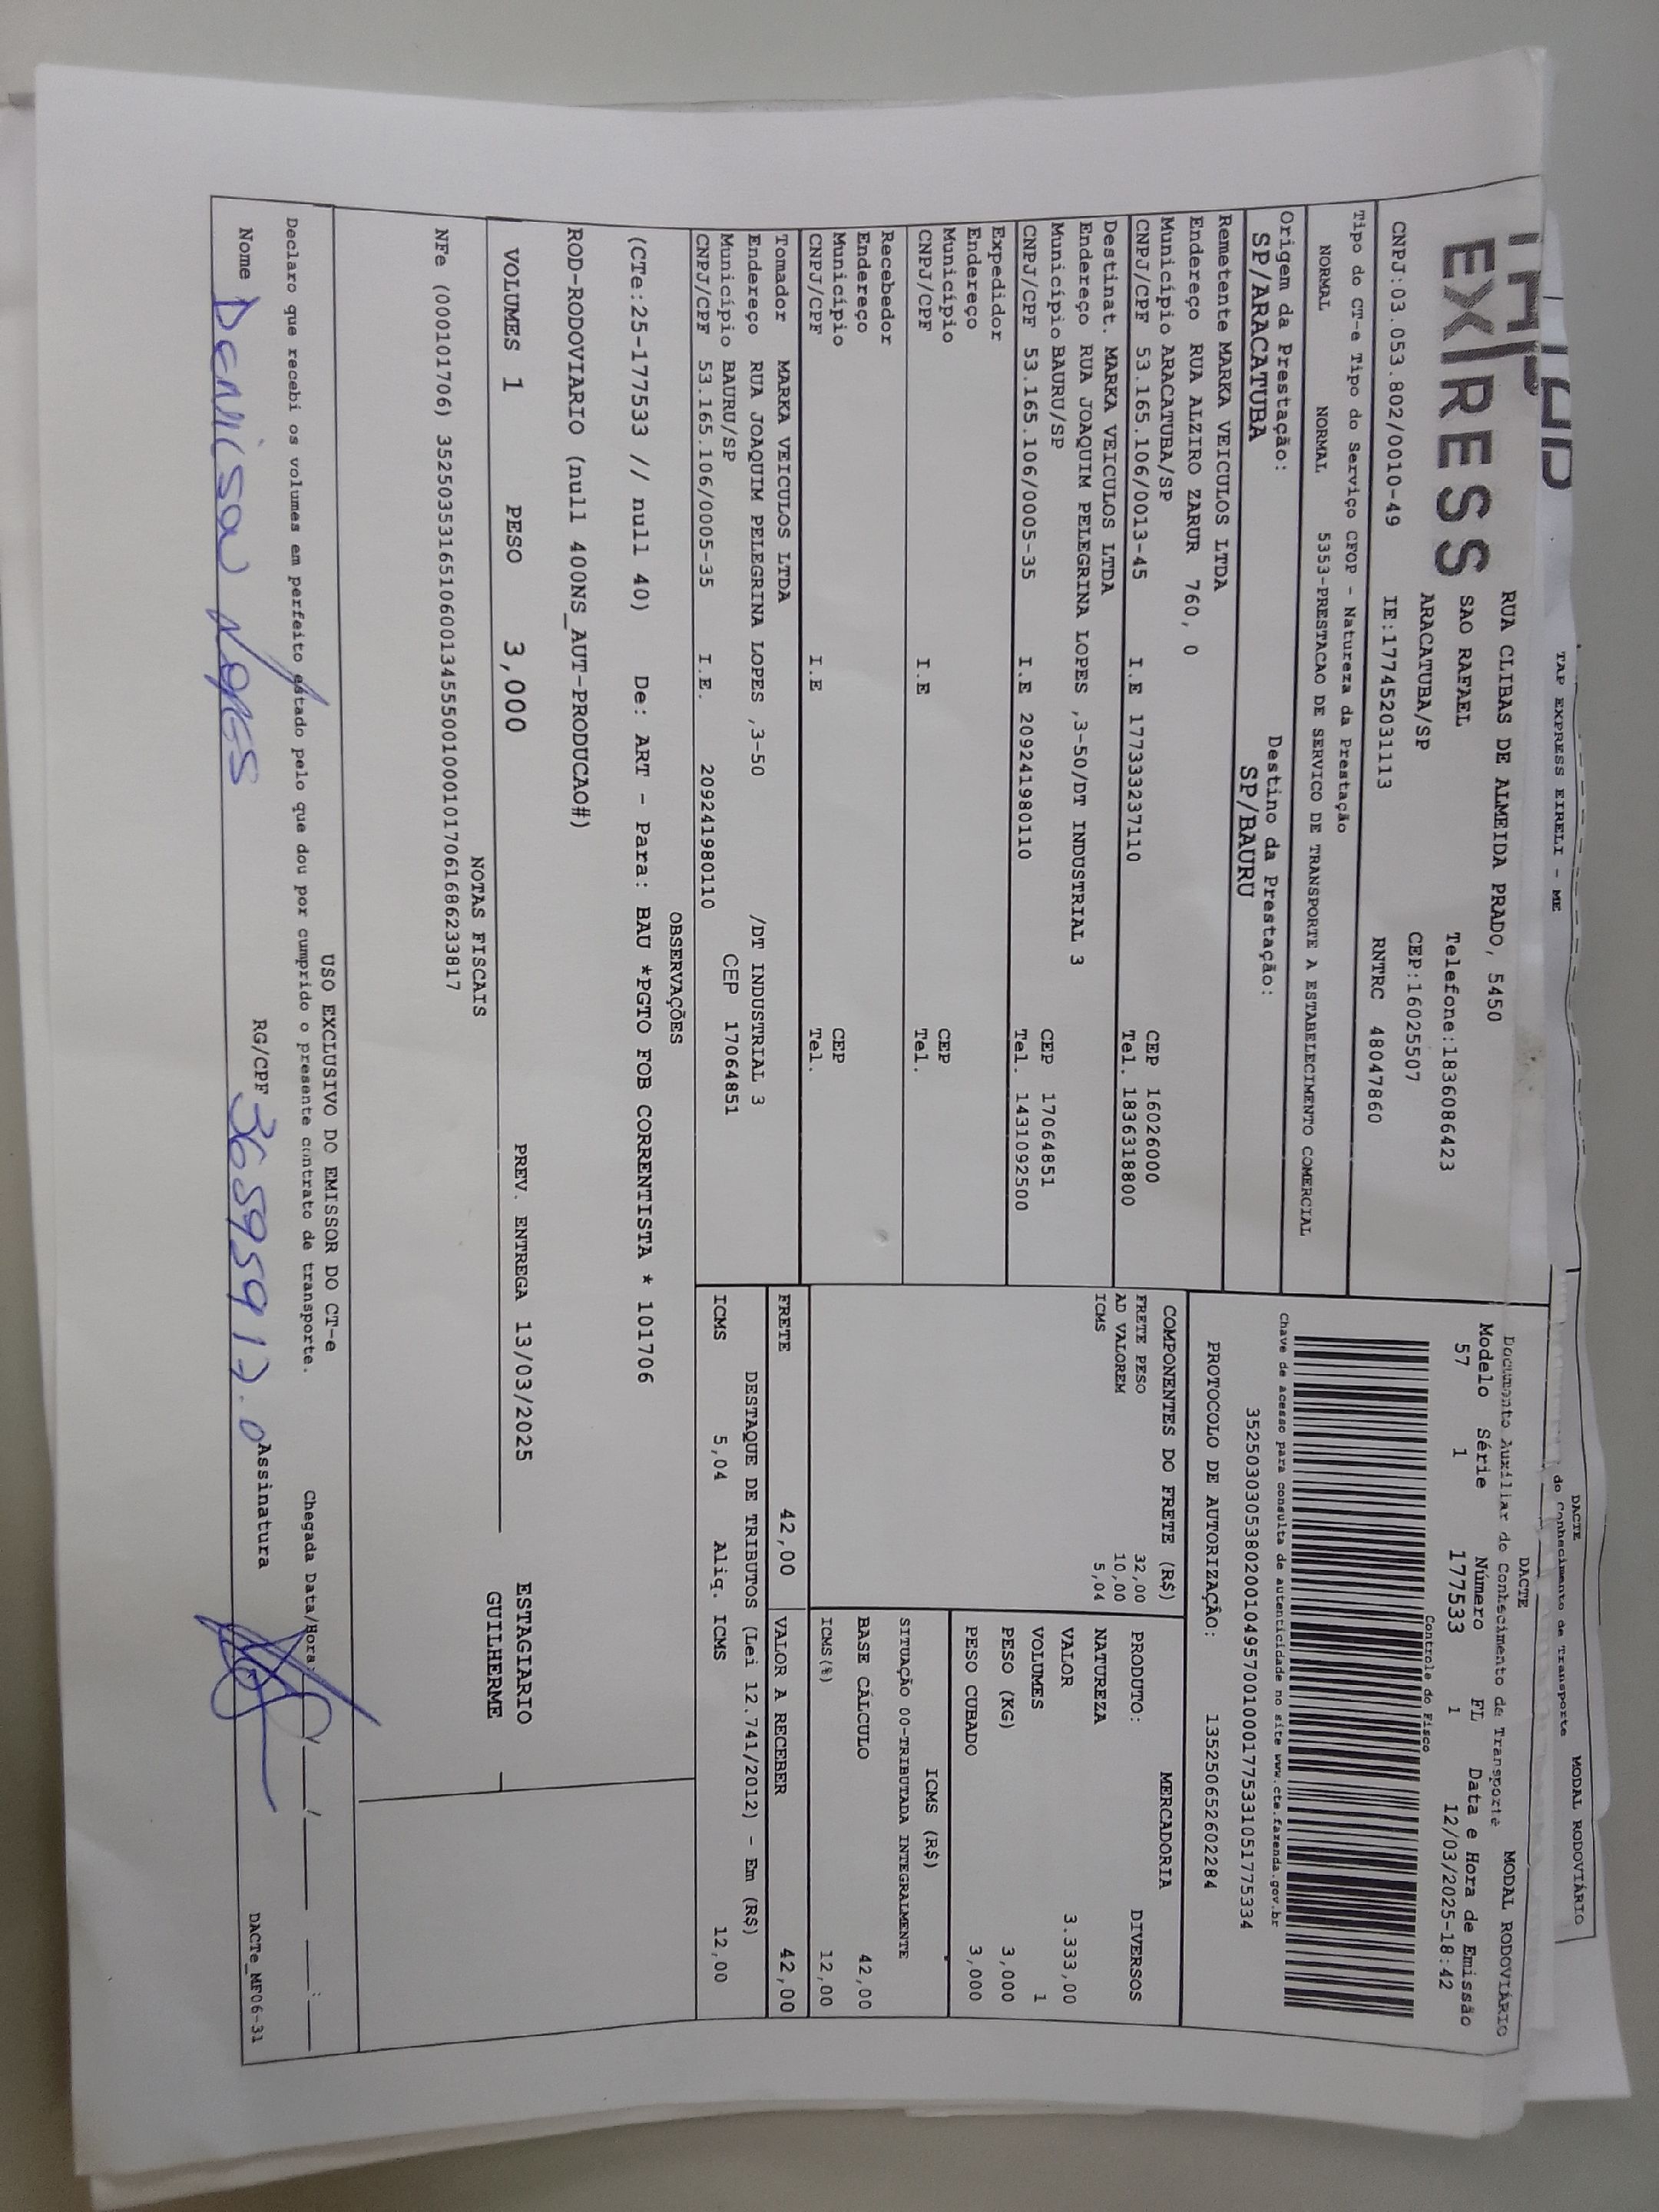 TAP EXPRESS EIRELI - ME
DACTE
MODAL RODOVIÁRIO
do Conhecimento de Transporte
EXPRESS
RUA CLIBAS DE ALMEIDA PRADO, 5450
SAO RAFAEL
Telefone:1836086423
ARACATUBA/SP
CEP:16025507
CNPJ:03.053.802/0010-49
IE:177452031113
RNTRC 48047860
DACTE
MODAL RODOVIÁRIO
Documento Auxiliar do Conhecimento de Transporte
Modelo Série Número FL Data e Hora de Emissão
57 1 177533 1 12/03/2025-18:42
Controle do Fisco
Tipo do CT-e Tipo do Serviço CFOP - Natureza da Prestação
NORMAL NORMAL 5353-PRESTACAO DE SERVICO DE TRANSPORTE A ESTABELECIMENTO COMERCIAL
Chave de acesso para consulta de autenticidade no site www.cte.fazenda.gov.br
35250303053802001049570010001775331051775334
Origem da Prestação: Destino da Prestação:
SP/ARACATUBA SP/BAURU
PROTOCOLO DE AUTORIZAÇÃO: 135250652602284
Remetente MARKA VEICULOS LTDA
Endereço RUA ALZIRO ZARUR 760, 0
Município ARACATUBA/SP CEP 16026000
CNPJ/CPF 53.165.106/0013-45 I.E 177333237110 Tel. 1836318800
Destinat. MARKA VEICULOS LTDA
Endereço RUA JOAQUIM PELEGRINA LOPES ,3-50/DT INDUSTRIAL 3
Município BAURU/SP CEP 17064851
CNPJ/CPF 53.165.106/0005-35 I.E 209241980110 Tel. 1431092500
Expedidor
Endereço
Município CEP
CNPJ/CPF I.E Tel.
Recebedor
Endereço
Município CEP
CNPJ/CPF I.E Tel.
COMPONENTES DO FRETE (R$)
FRETE PESO 32,00
AD VALOREM 10,00
ICMS 5,04
MERCADORIA
PRODUTO: DIVERSOS
NATUREZA
VALOR 3.333,00
VOLUMES 1
PESO (KG) 3,000
PESO CUBADO 3,000
ICMS (R$)
SITUAÇÃO 00-TRIBUTADA INTEGRALMENTE
BASE CÁLCULO 42,00
ICMS(%) 12,00
Tomador MARKA VEICULOS LTDA
Endereço RUA JOAQUIM PELEGRINA LOPES ,3-50 /DT INDUSTRIAL 3
Município BAURU/SP CEP 17064851
CNPJ/CPF 53.165.106/0005-35 I.E. 209241980110
FRETE 42,00 VALOR A RECEBER 42,00
DESTAQUE DE TRIBUTOS (Lei 12.741/2012) - Em (R$)
ICMS 5,04 Aliq. ICMS 12,00
OBSERVAÇÕES
(CTe:25-177533 // null 40) De: ART - Para: BAU *PGTO FOB CORRENTISTA * 101706
ROD-RODOVIARIO (null 400NS_AUT-PRODUCAO#)
VOLUMES 1 PESO 3,000 PREV. ENTREGA 13/03/2025 ESTAGIARIO
GUILHERME
NOTAS FISCAIS
NFe (000101706) 35250353165106001345550010001017061686233817
USO EXCLUSIVO DO EMISSOR DO CT-e
Declaro que recebi os volumes em perfeito estado pelo que dou por cumprido o presente contrato de transporte. Chegada Data/Hora: / / :
Nome Denilson Lopes RG/CPF Assinatura
DACTe_MF06-31